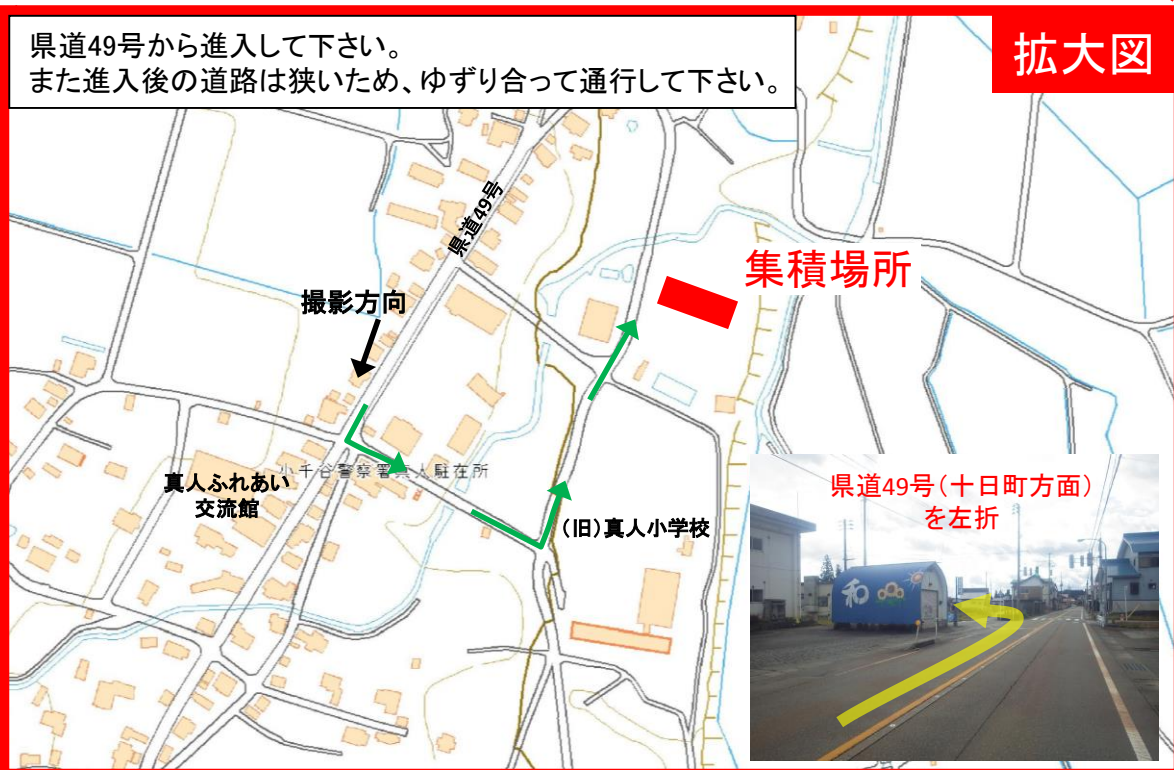 県道49号から進入して下さい。
また進入後の道路は狭いため、ゆずり合って通行して下さい。
拡大図
県道49号
集積場所
撮影方向
小千谷警察署真人駐在所
真人ふれあい
交流館
(旧)真人小学校
県道49号(十日町方面)
を左折
和